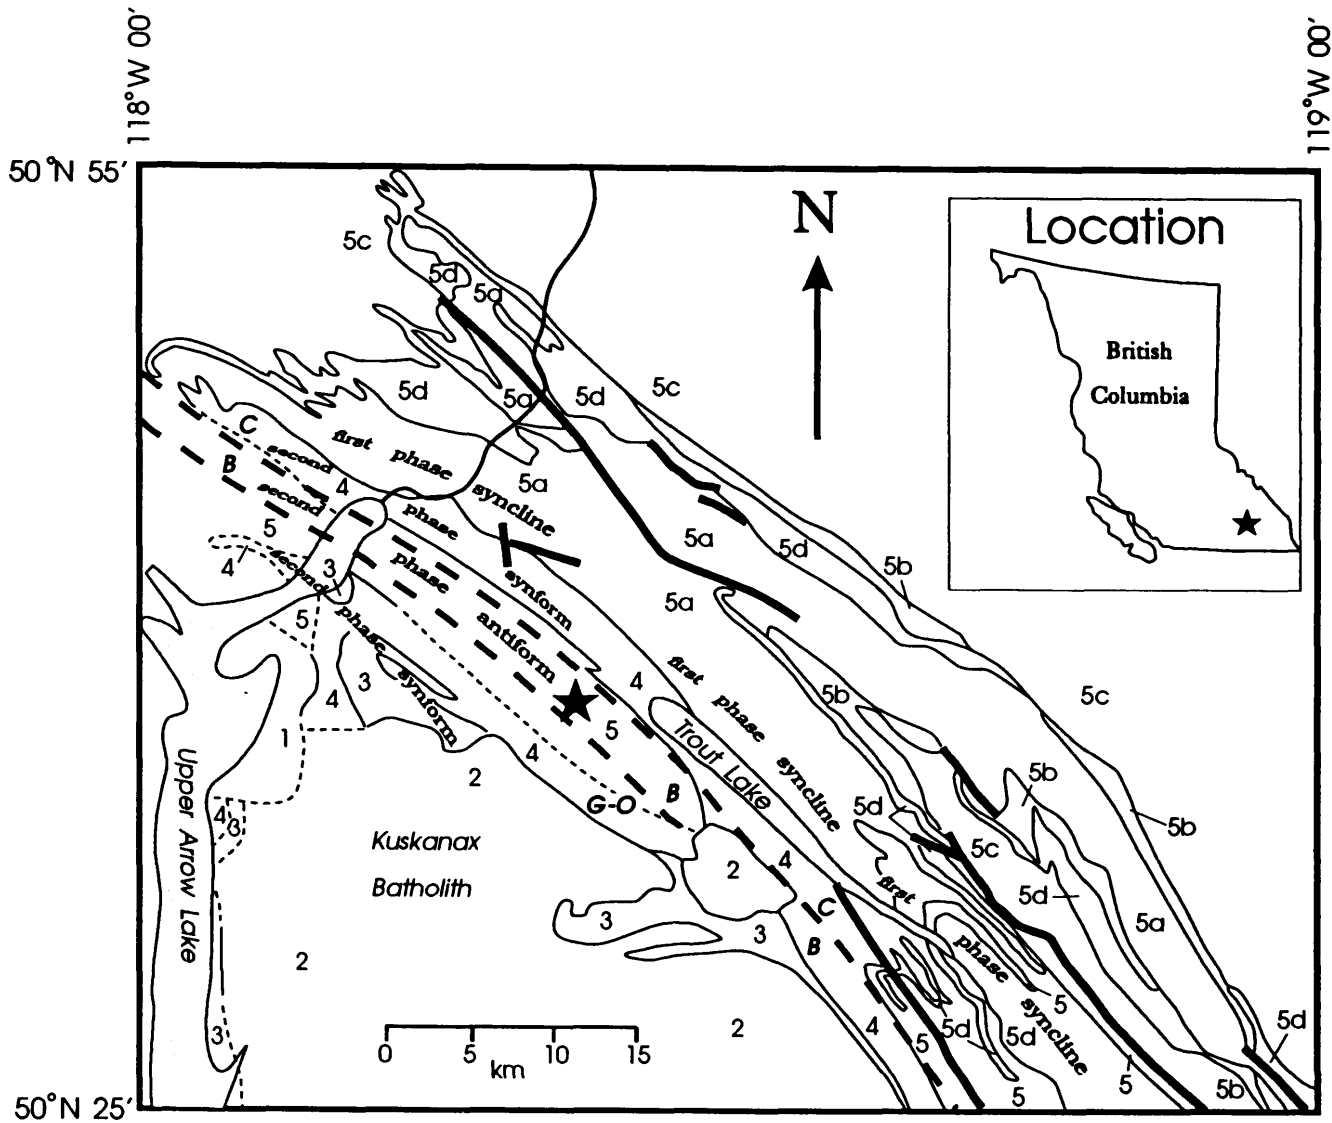 118°W 00'
119°W 00'
50°N 55'
50°N 25'
N
Location
British
Columbia
5c
5d
5d
5d
5a
5d
5c
C
first phase
syncline
second
phase
synform
B
second
phase
antiform
4
5a
5
4
second
phase
synform
3
5
5a
5d
5b
5a
4
3
4
5
first
phase
syncline
5b
5c
1
2
4
G-O
B
Trout Lake
Upper Arrow Lake
4
3
Kuskanax
Batholith
5d
5b
5b
5c
2
4
5d
5a
3
3
C
B
first
phase
syncline
2
5
3
2
4
5
5d
5d
5d
5
5
5b
0 5 10 15
km